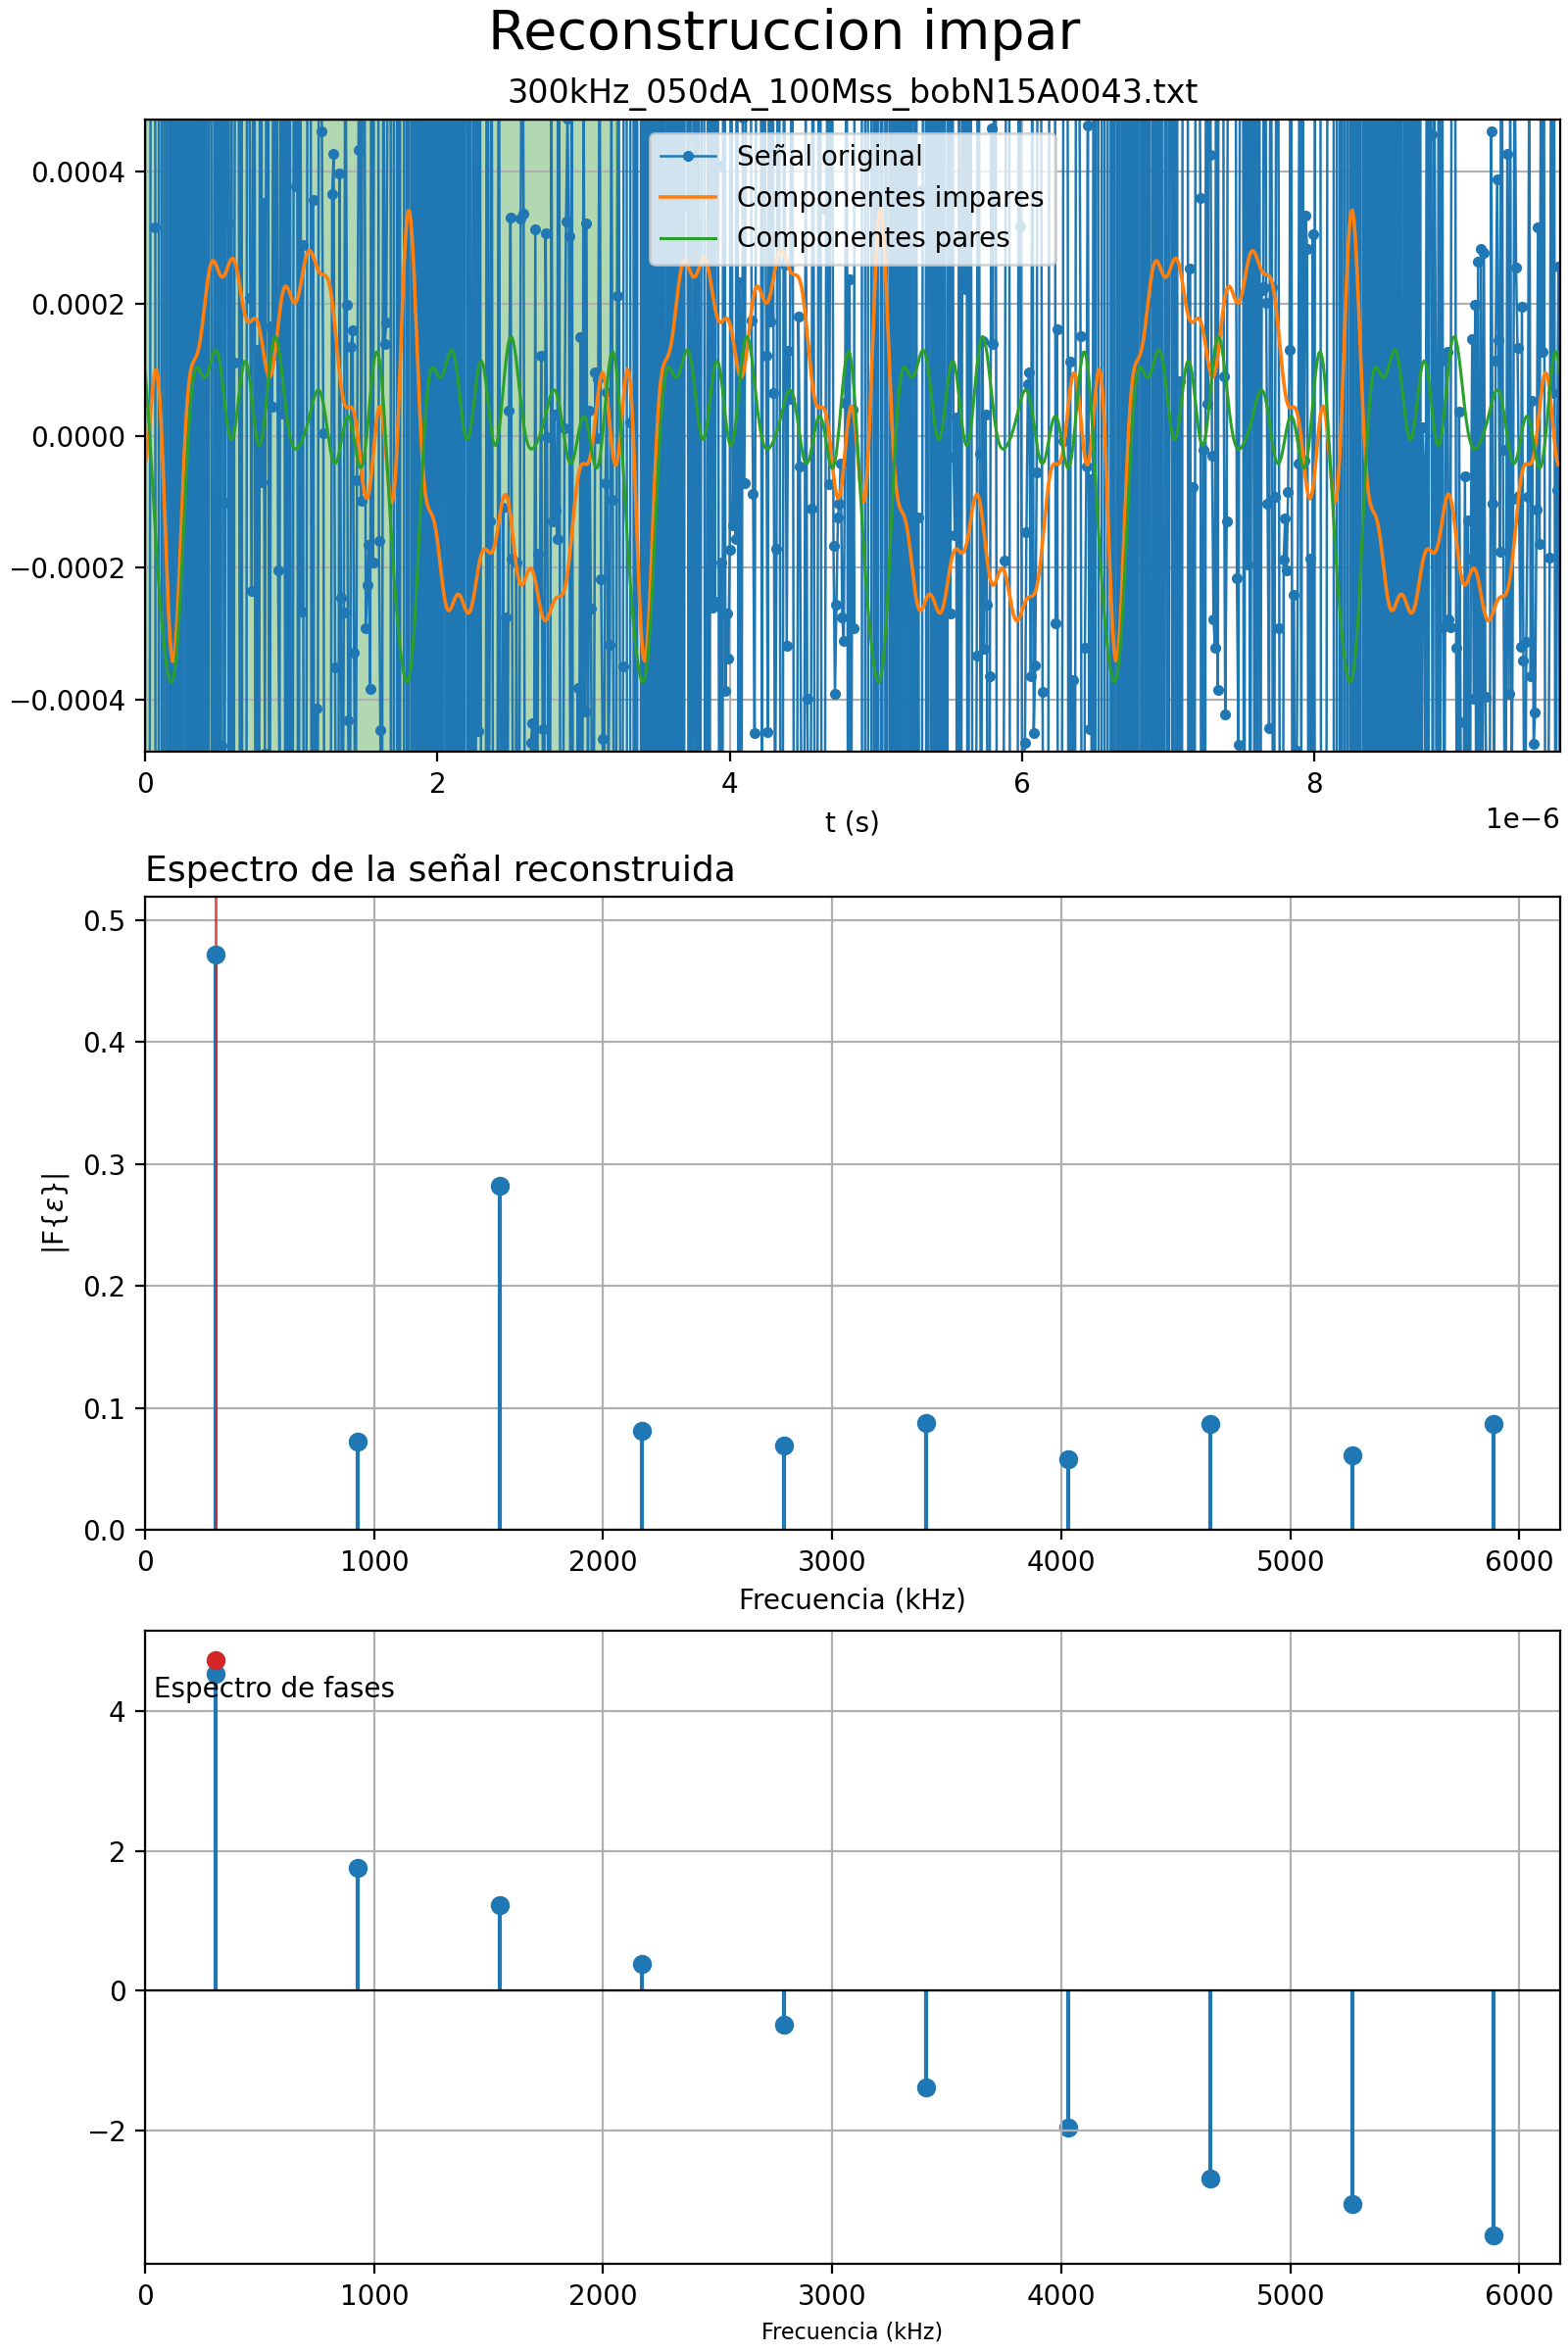 Reconstruccion impar
300kHz_050dA_100Mss_bobN15A0043.txt
Señal original
Componentes impares
Componentes pares
0.0004
0.0002
0.0000
−0.0002
−0.0004
0 2 4 6 8
1e−6
t (s)
Espectro de la señal reconstruida
|F{ε}|
0.5
0.4
0.3
0.2
0.1
0.0
0 1000 2000 3000 4000 5000 6000
Frecuencia (kHz)
Espectro de fases
4
2
0
−2
0 1000 2000 3000 4000 5000 6000
Frecuencia (kHz)